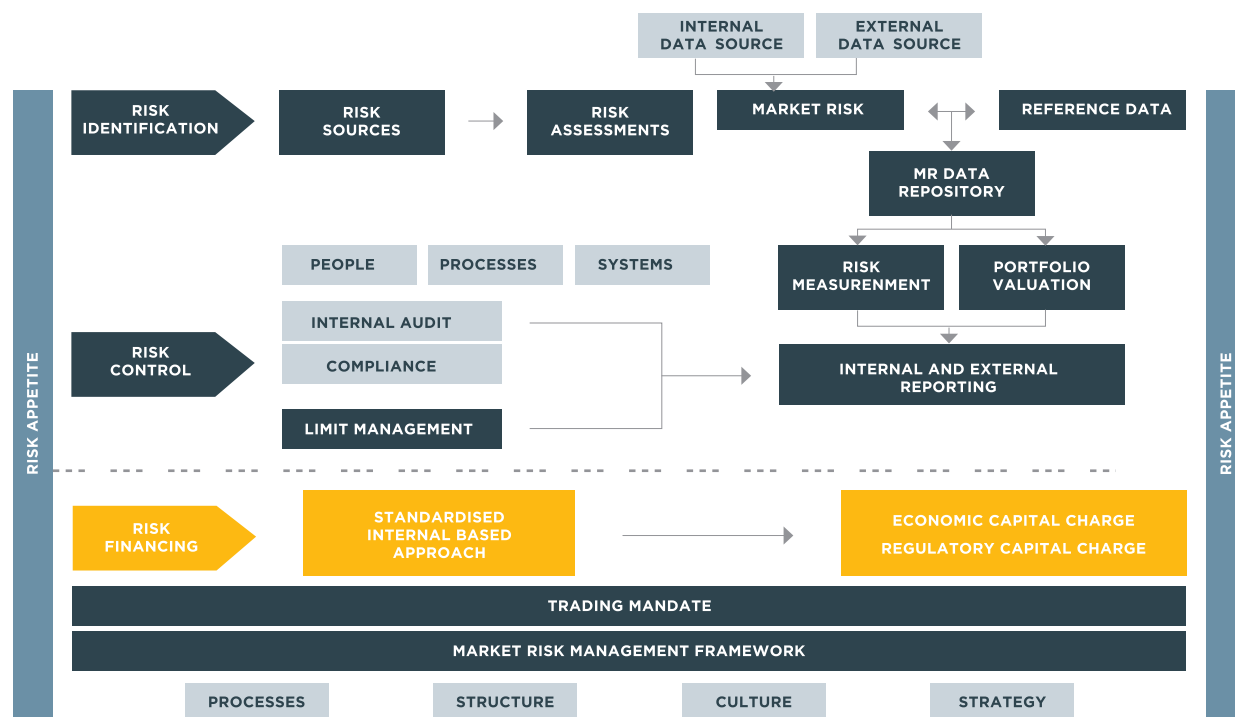 INTERNAL
DATA SOURCE
EXTERNAL
DATA SOURCE
RISK
IDENTIFICATION
RISK
SOURCES
RISK
ASSESSMENTS
MARKET RISK
REFERENCE DATA
MR DATA
REPOSITORY
PEOPLE
PROCESSES
SYSTEMS
RISK
MEASURENMENT
PORTFOLIO
VALUATION
INTERNAL AUDIT
COMPLIANCE
RISK
CONTROL
INTERNAL AND EXTERNAL
REPORTING
LIMIT MANAGEMENT
RISK APPETITE
RISK APPETITE
RISK
FINANCING
STANDARDISED
INTERNAL BASED
APPROACH
ECONOMIC CAPITAL CHARGE
REGULATORY CAPITAL CHARGE
TRADING MANDATE
MARKET RISK MANAGEMENT FRAMEWORK
PROCESSES
STRUCTURE
CULTURE
STRATEGY